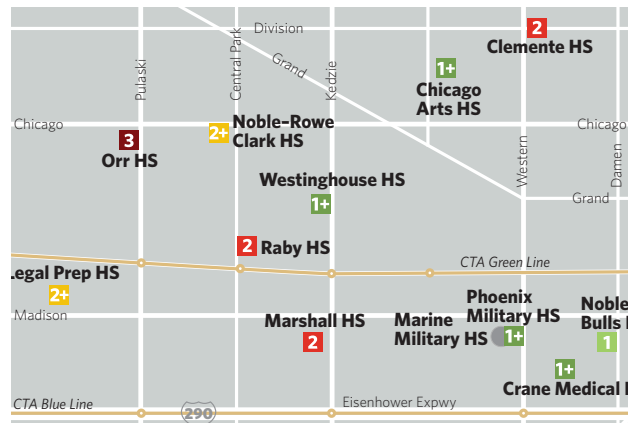 Division
2
Clemente HS
Pulaski
Central Park
Grand
Kedzie
1+
Chicago
Arts HS
Chicago
Chicago
3
Orr HS
2+
Noble–Rowe
Clark HS
Western
Damen
Westinghouse HS
1+
Grand
2
Raby HS
CTA Green Line
Legal Prep HS
2+
Madison
Marshall HS
2
Marine
Military HS
Phoenix
Military HS
1+
Noble
Bulls
1
1+
Crane Medical
CTA Blue Line
290
Eisenhower Expwy